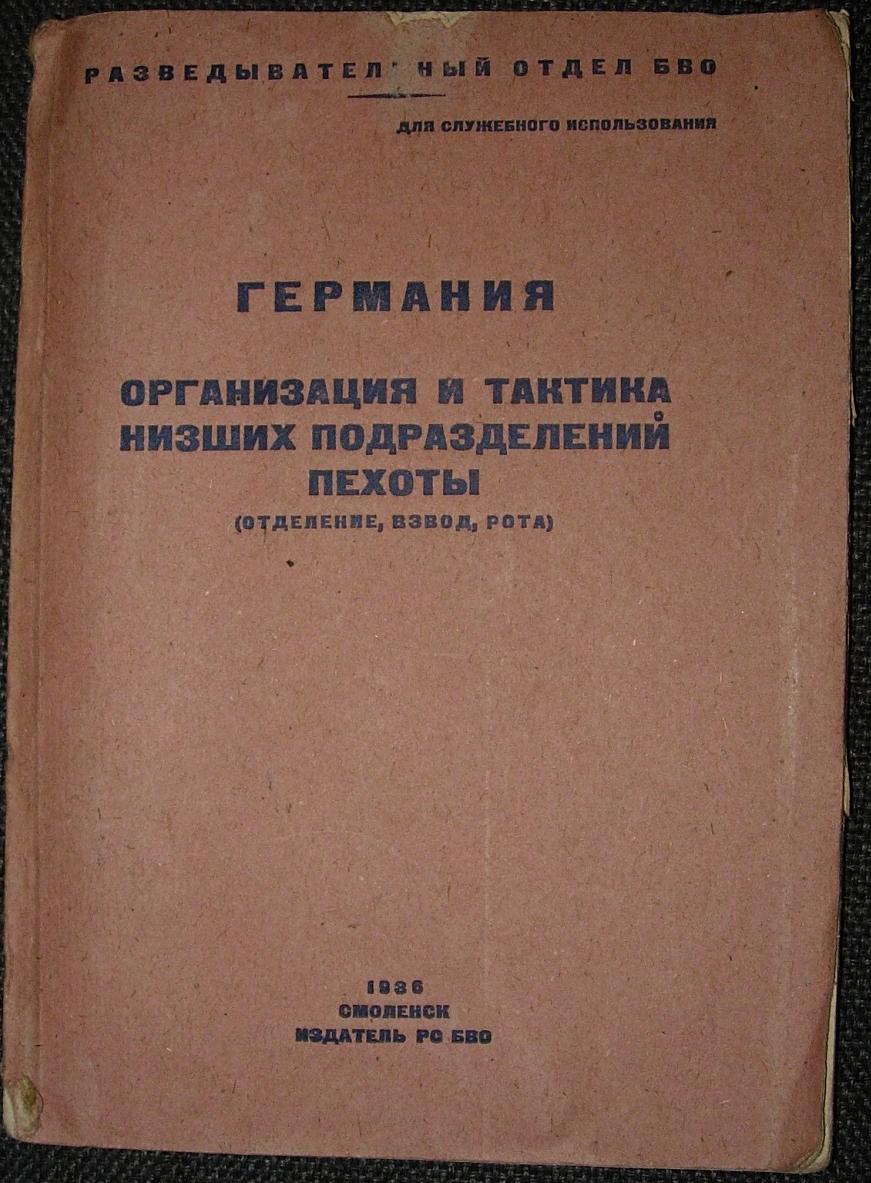 РАЗВЕДЫВАТЕЛЬНЫЙ ОТДЕЛ БВО
ДЛЯ СЛУЖЕБНОГО ИСПОЛЬЗОВАНИЯ
ГЕРМАНИЯ
ОРГАНИЗАЦИЯ И ТАКТИКА
НИЗШИХ ПОДРАЗДЕЛЕНИЙ
ПЕХОТЫ
(ОТДЕЛЕНИЕ, ВЗВОД, РОТА)
1936
СМОЛЕНСК
ИЗДАТЕЛЬ РО БВО